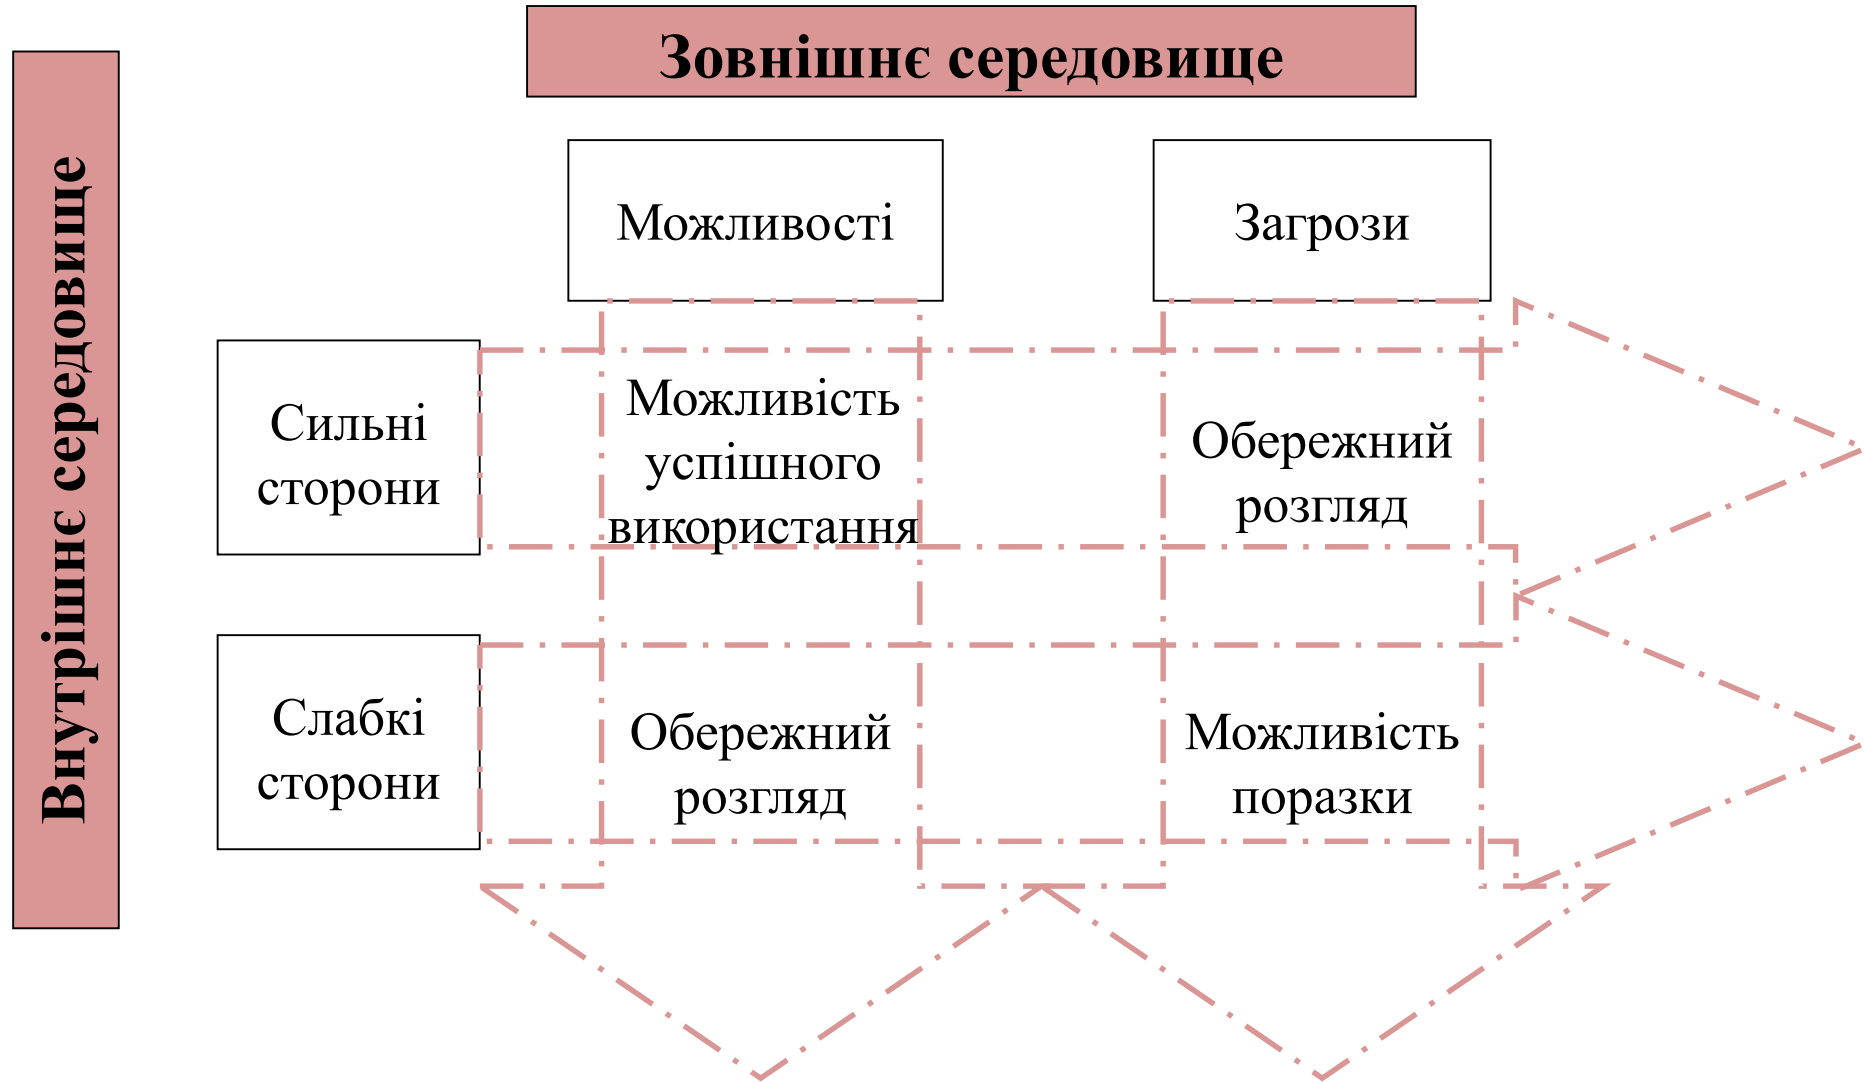 Зовнішнє середовище
Внутрішнє середовище
Можливості
Загрози
Сильні
сторони
Можливість
успішного
використання
Обережний
розгляд
Слабкі
сторони
Обережний
розгляд
Можливість
поразки